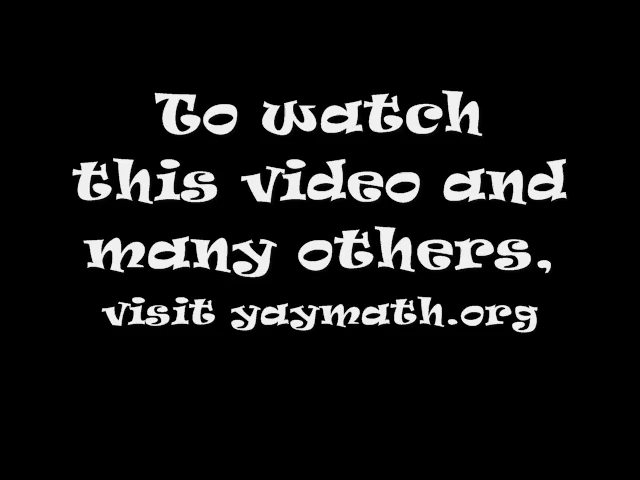 To watch
this video and
many others,
visit yaymath.org